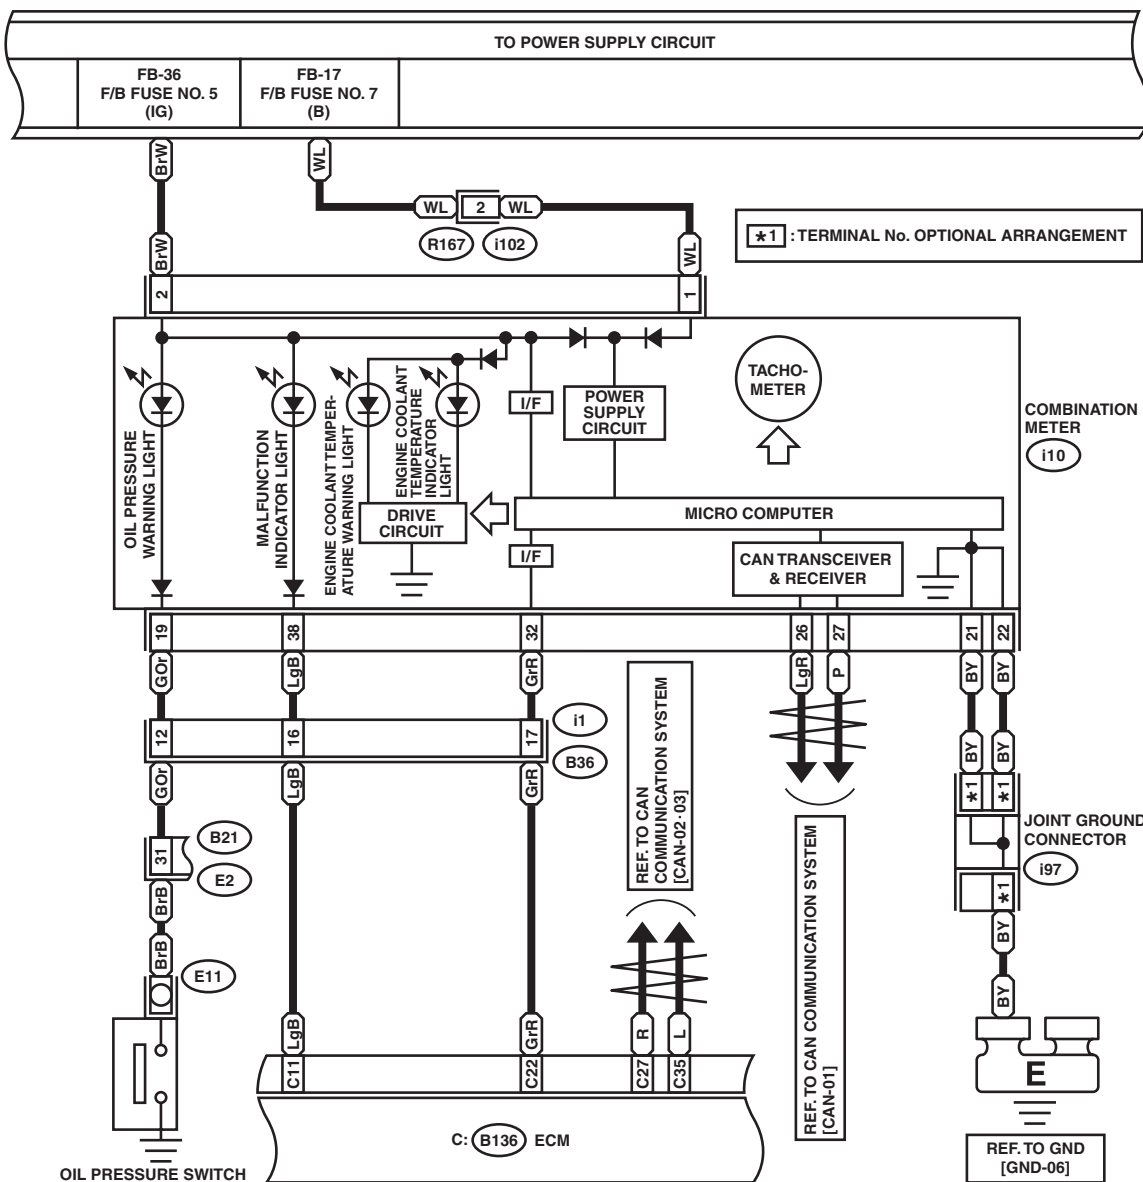 TO POWER SUPPLY CIRCUIT
FB-36
F/B FUSE NO. 5
(IG)
FB-17
F/B FUSE NO. 7
(B)
BrW
WL
WL
2
WL
R167
i102
*1 : TERMINAL No. OPTIONAL ARRANGEMENT
BrW
WL
2
1
TACHO-
METER
I/F
POWER
SUPPLY
CIRCUIT
COMBINATION
METER
i10
OIL PRESSURE
WARNING LIGHT
MALFUNCTION
INDICATOR LIGHT
ENGINE COOLANT TEMPER-
ATURE WARNING LIGHT
ENGINE COOLANT
TEMPERATURE
INDICATOR
LIGHT
DRIVE
CIRCUIT
MICRO COMPUTER
I/F
CAN TRANSCEIVER
& RECEIVER
19
38
32
26
27
21
22
GOr
LgB
GrR
LgR
P
BY
BY
12
16
17
i1
B36
GOr
LgB
GrR
BY
BY
*1
*1
REF. TO CAN
COMMUNICATION SYSTEM
[CAN-02·03]
REF. TO CAN COMMUNICATION SYSTEM
[CAN-01]
JOINT GROUND
CONNECTOR
i97
*1
31
B21
E2
BrB
BrB
E11
BY
BY
LgB
GrR
R
L
C11
C22
C27
C35
E
C: B136 ECM
REF. TO GND
[GND-06]
OIL PRESSURE SWITCH